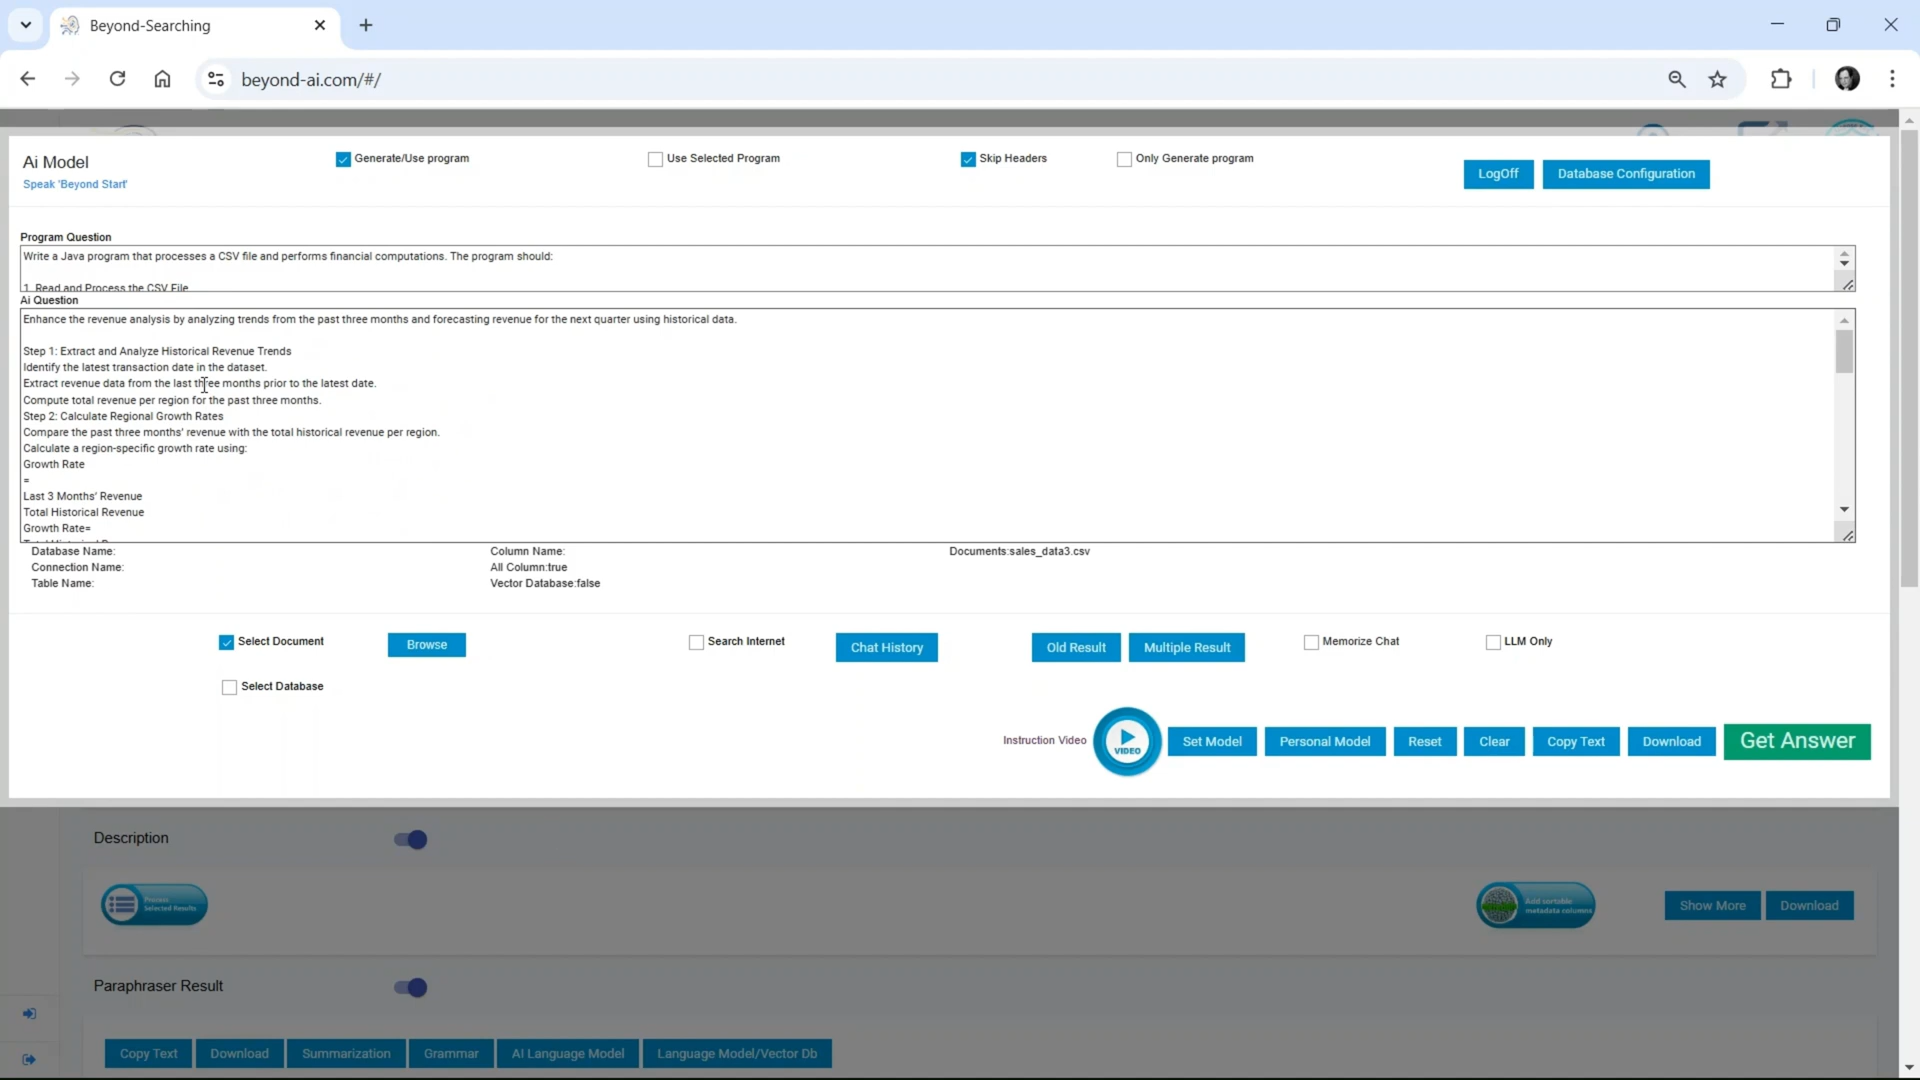 Beyond-Searching
beyond-ai.com/#/
Ai Model
Speak 'Beyond Start'
Generate/Use program
Use Selected Program
Skip Headers
Only Generate program
LogOff
Database Configuration
Program Question
Write a Java program that processes a CSV file and performs financial computations. The program should:
1. Read and Process the CSV File
Ai Question
Enhance the revenue analysis by analyzing trends from the past three months and forecasting revenue for the next quarter using historical data.
Step 1: Extract and Analyze Historical Revenue Trends
Identify the latest transaction date in the dataset.
Extract revenue data from the last three months prior to the latest date.
Compute total revenue per region for the past three months.
Step 2: Calculate Regional Growth Rates
Compare the past three months' revenue with the total historical revenue per region.
Calculate a region-specific growth rate using:
Growth Rate
=
Last 3 Months' Revenue
Total Historical Revenue
Growth Rate=
Database Name:
Connection Name:
Table Name:
Column Name:
All Column:true
Vector Database:false
Documents:sales_data3.csv
Select Document
Browse
Search Internet
Chat History
Old Result
Multiple Result
Memorize Chat
LLM Only
Select Database
Instruction Video
VIDEO
Set Model
Personal Model
Reset
Clear
Copy Text
Download
Get Answer
Description
Process
Selected Results
Add sortable
metadata columns
Show More
Download
Paraphraser Result
Copy Text
Download
Summarization
Grammar
AI Language Model
Language Model/Vector Db